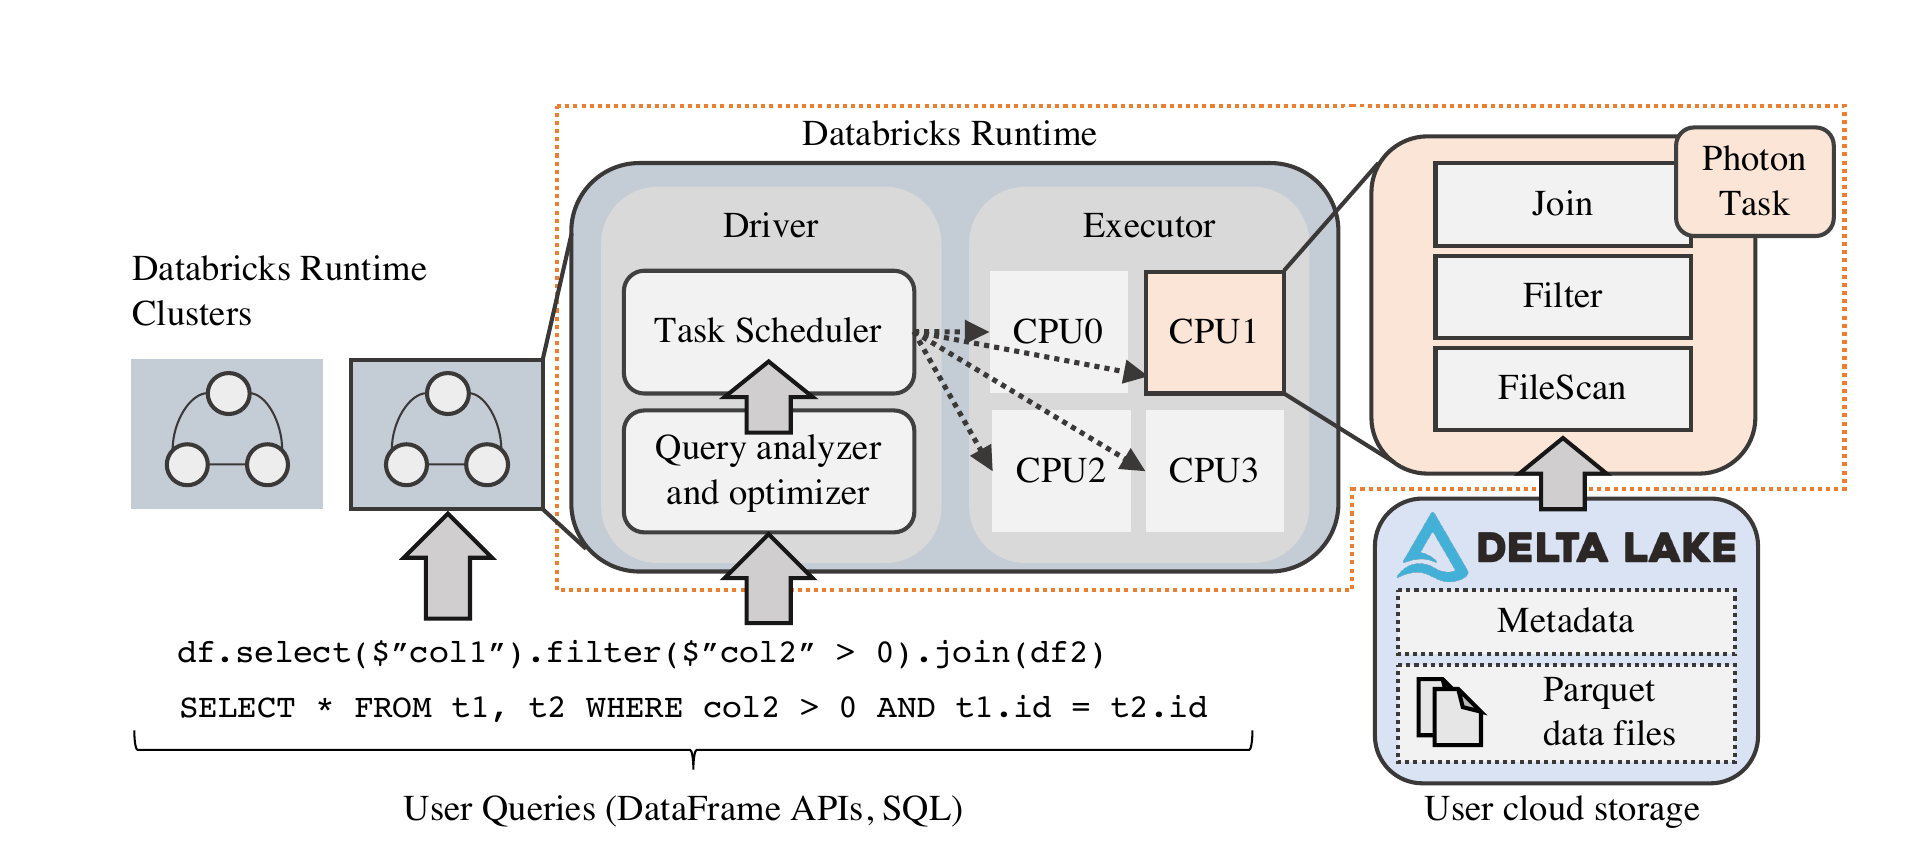 Databricks Runtime
Photon
Task
Join
Driver
Executor
Databricks Runtime
Clusters
Filter
Task Scheduler
CPU0
CPU1
FileScan
Query analyzer
and optimizer
CPU2
CPU3
DELTA LAKE
Metadata
df.select($”col1”).filter($”col2” > 0).join(df2)
SELECT * FROM t1, t2 WHERE col2 > 0 AND t1.id = t2.id
Parquet
data files
User Queries (DataFrame APIs, SQL)
User cloud storage